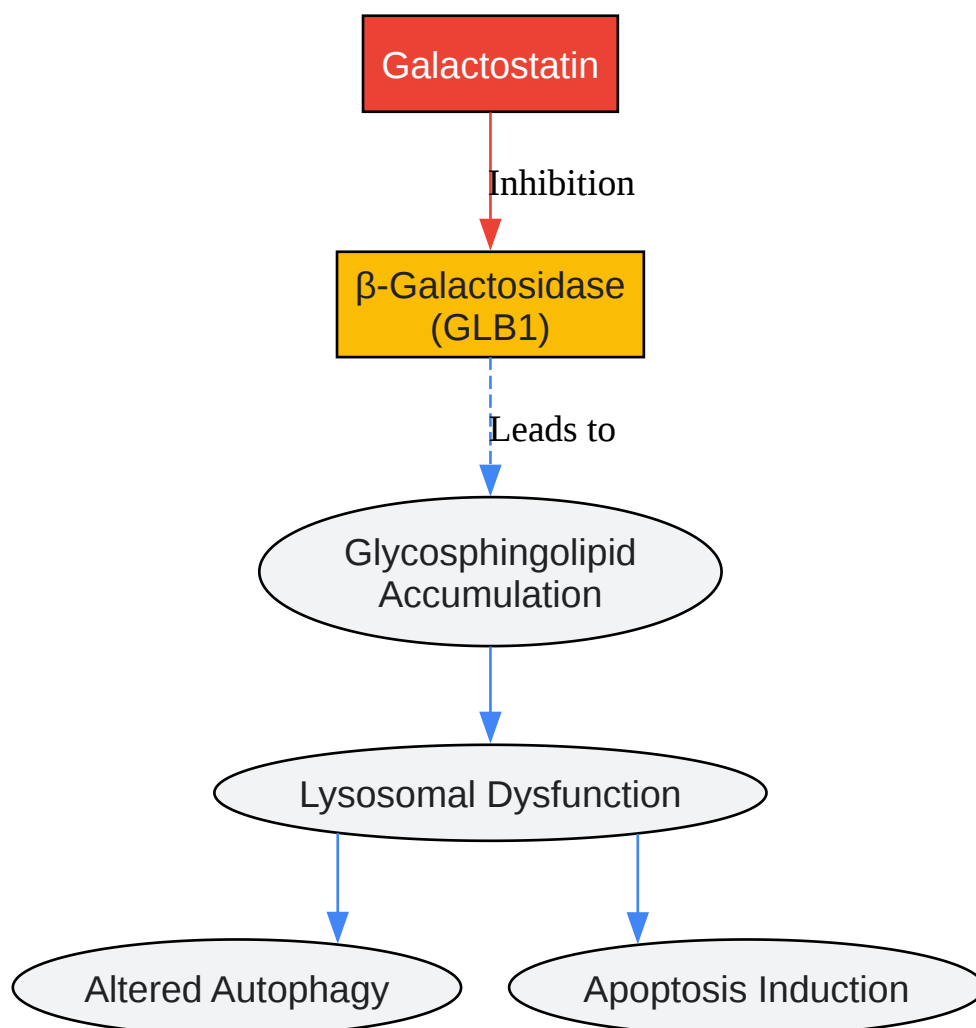 Galactostatin
Inhibition
β-Galactosidase
(GLB1)
Leads to
Glycosphingolipid
Accumulation
Lysosomal Dysfunction
Altered Autophagy
Apoptosis Induction